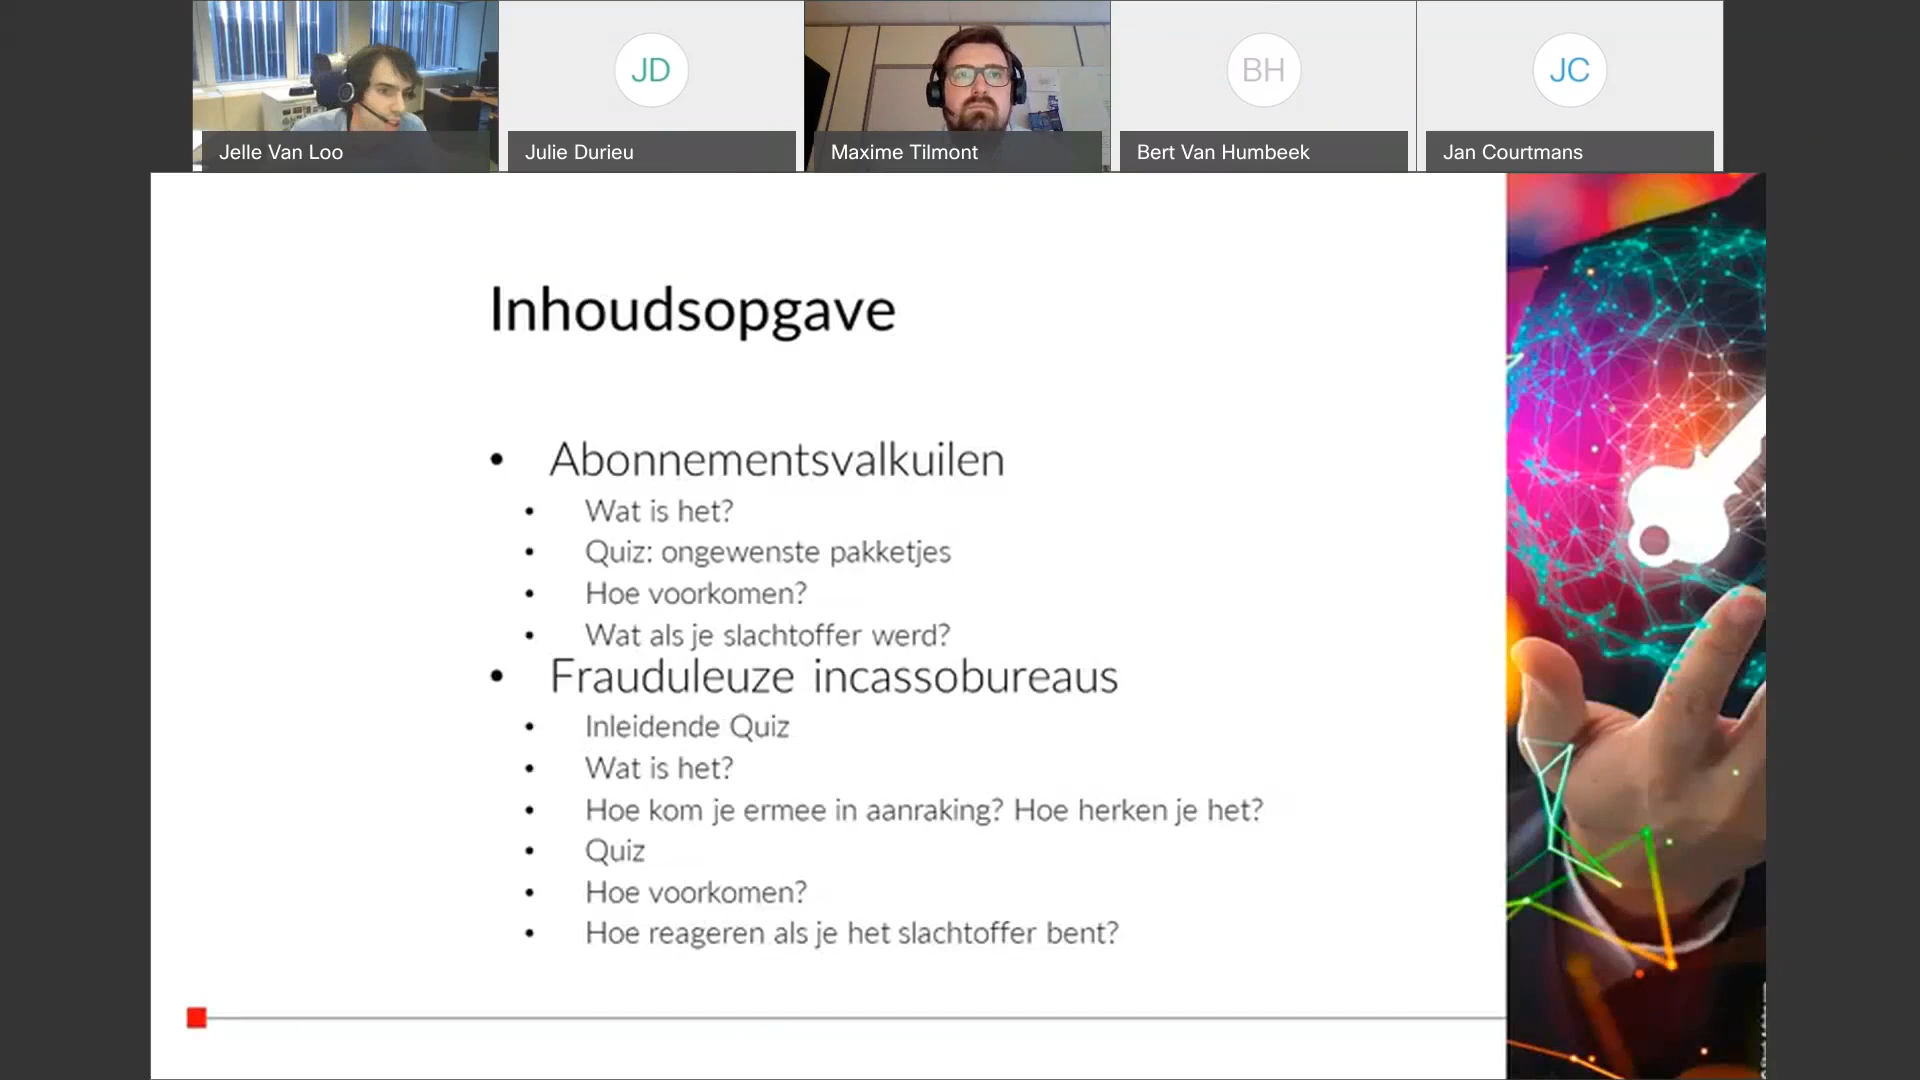 JD
BH
JC
Jelle Van Loo
Julie Durieu
Maxime Tilmont
Bert Van Humbeek
Jan Courtmans
Inhoudsopgave
• Abonnementsvalkuilen
• Wat is het?
• Quiz: ongewenste pakketjes
• Hoe voorkomen?
• Wat als je slachtoffer werd?
• Frauduleuze incassobureaus
• Inleidende Quiz
• Wat is het?
• Hoe kom je ermee in aanraking? Hoe herken je het?
• Quiz
• Hoe voorkomen?
• Hoe reageren als je het slachtoffer bent?